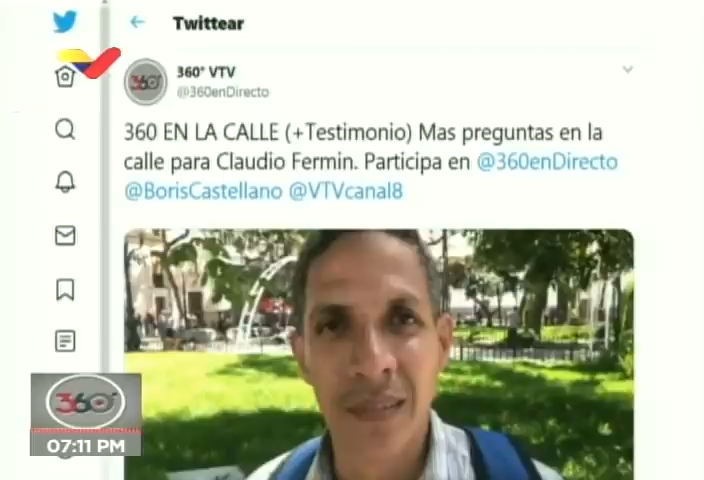 Twittear
360
360° VTV
@360enDirecto
360 EN LA CALLE (+Testimonio) Mas preguntas en la
calle para Claudio Fermin. Participa en @360enDirecto
@BorisCastellano @VTVcanal8
360°
07:11 PM